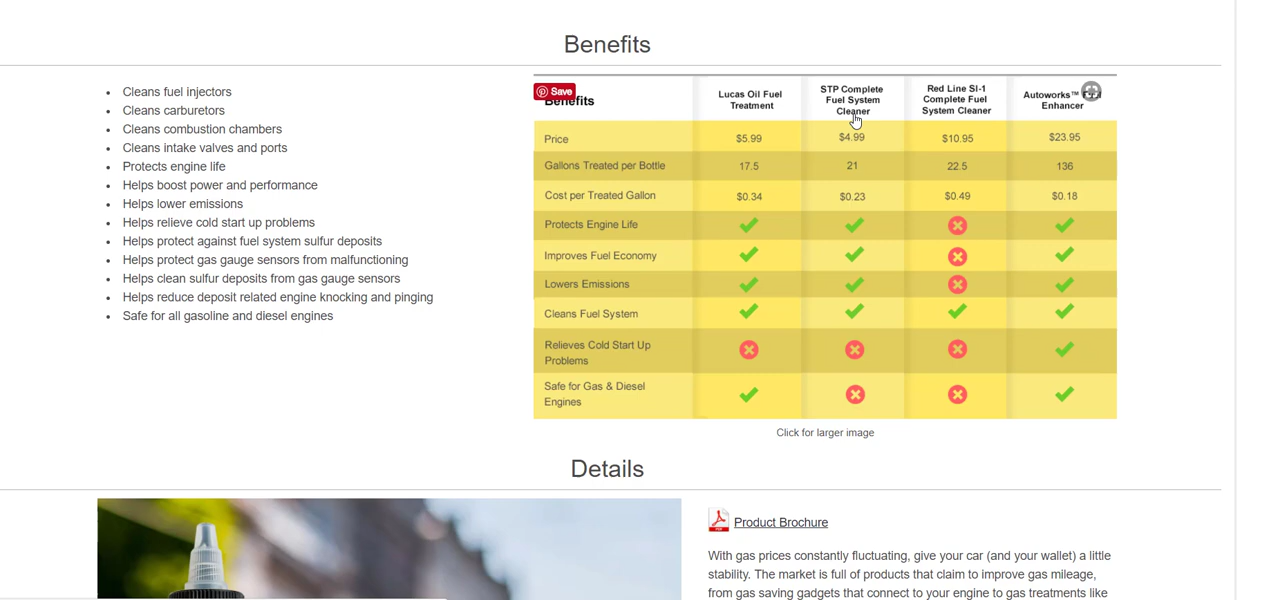 Benefits
Cleans fuel injectors
Cleans carburetors
Cleans combustion chambers
Cleans intake valves and ports
Protects engine life
Helps boost power and performance
Helps lower emissions
Helps relieve cold start up problems
Helps protect against fuel system sulfur deposits
Helps protect gas gauge sensors from malfunctioning
Helps clean sulfur deposits from gas gauge sensors
Helps reduce deposit related engine knocking and pinging
Safe for all gasoline and diesel engines
Save
Benefits
Lucas Oil Fuel
Treatment
STP Complete
Fuel System
Cleaner
Red Line SI-1
Complete Fuel
System Cleaner
Autoworks™
Enhancer
Price $5.99 $4.99 $10.95 $23.95
Gallons Treated per Bottle 17.5 21 22.5 136
Cost per Treated Gallon $0.34 $0.23 $0.49 $0.18
Protects Engine Life
Improves Fuel Economy
Lowers Emissions
Cleans Fuel System
Relieves Cold Start Up
Problems
Safe for Gas & Diesel
Engines
Click for larger image
Details
Product Brochure
With gas prices constantly fluctuating, give your car (and your wallet) a little
stability. The market is full of products that claim to improve gas mileage,
from gas saving gadgets that connect to your engine to gas treatments like